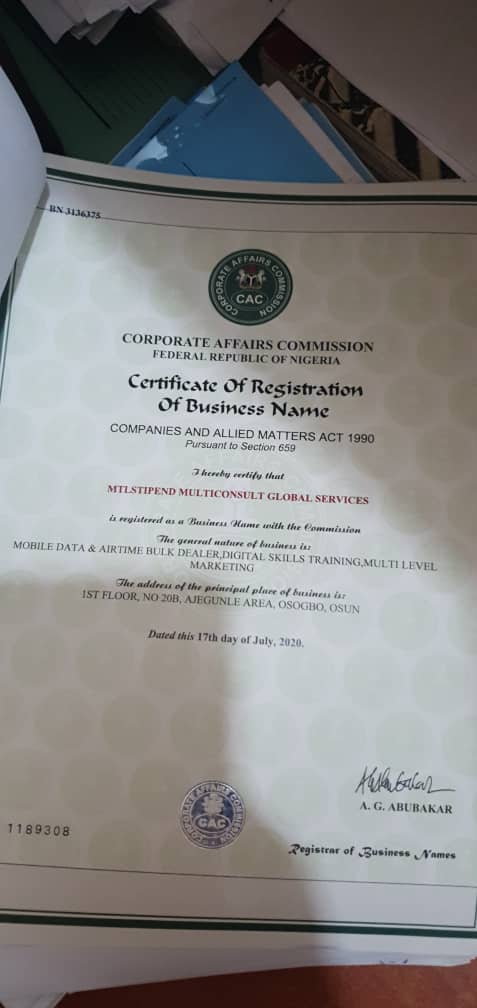 BN 3136375
CORPORATE AFFAIRS COMMISSION
CAC
CORPORATE AFFAIRS COMMISSION
FEDERAL REPUBLIC OF NIGERIA
Certificate Of Registration
Of Business Name
COMPANIES AND ALLIED MATTERS ACT 1990
Pursuant to Section 659
I hereby certify that
MTLSTIPEND MULTICONSULT GLOBAL SERVICES
is registered as a Business Name with the Commission
The general nature of business is:
MOBILE DATA & AIRTIME BULK DEALER,DIGITAL SKILLS TRAINING,MULTI LEVEL
MARKETING
The address of the principal place of business is:
1ST FLOOR, NO 20B, AJEGUNLE AREA, OSOGBO, OSUN
Dated this 17th day of July, 2020.
A. G. ABUBAKAR
CORPORATE AFFAIRS COMMISSION
CAC
1189308
Registrar of Business Names